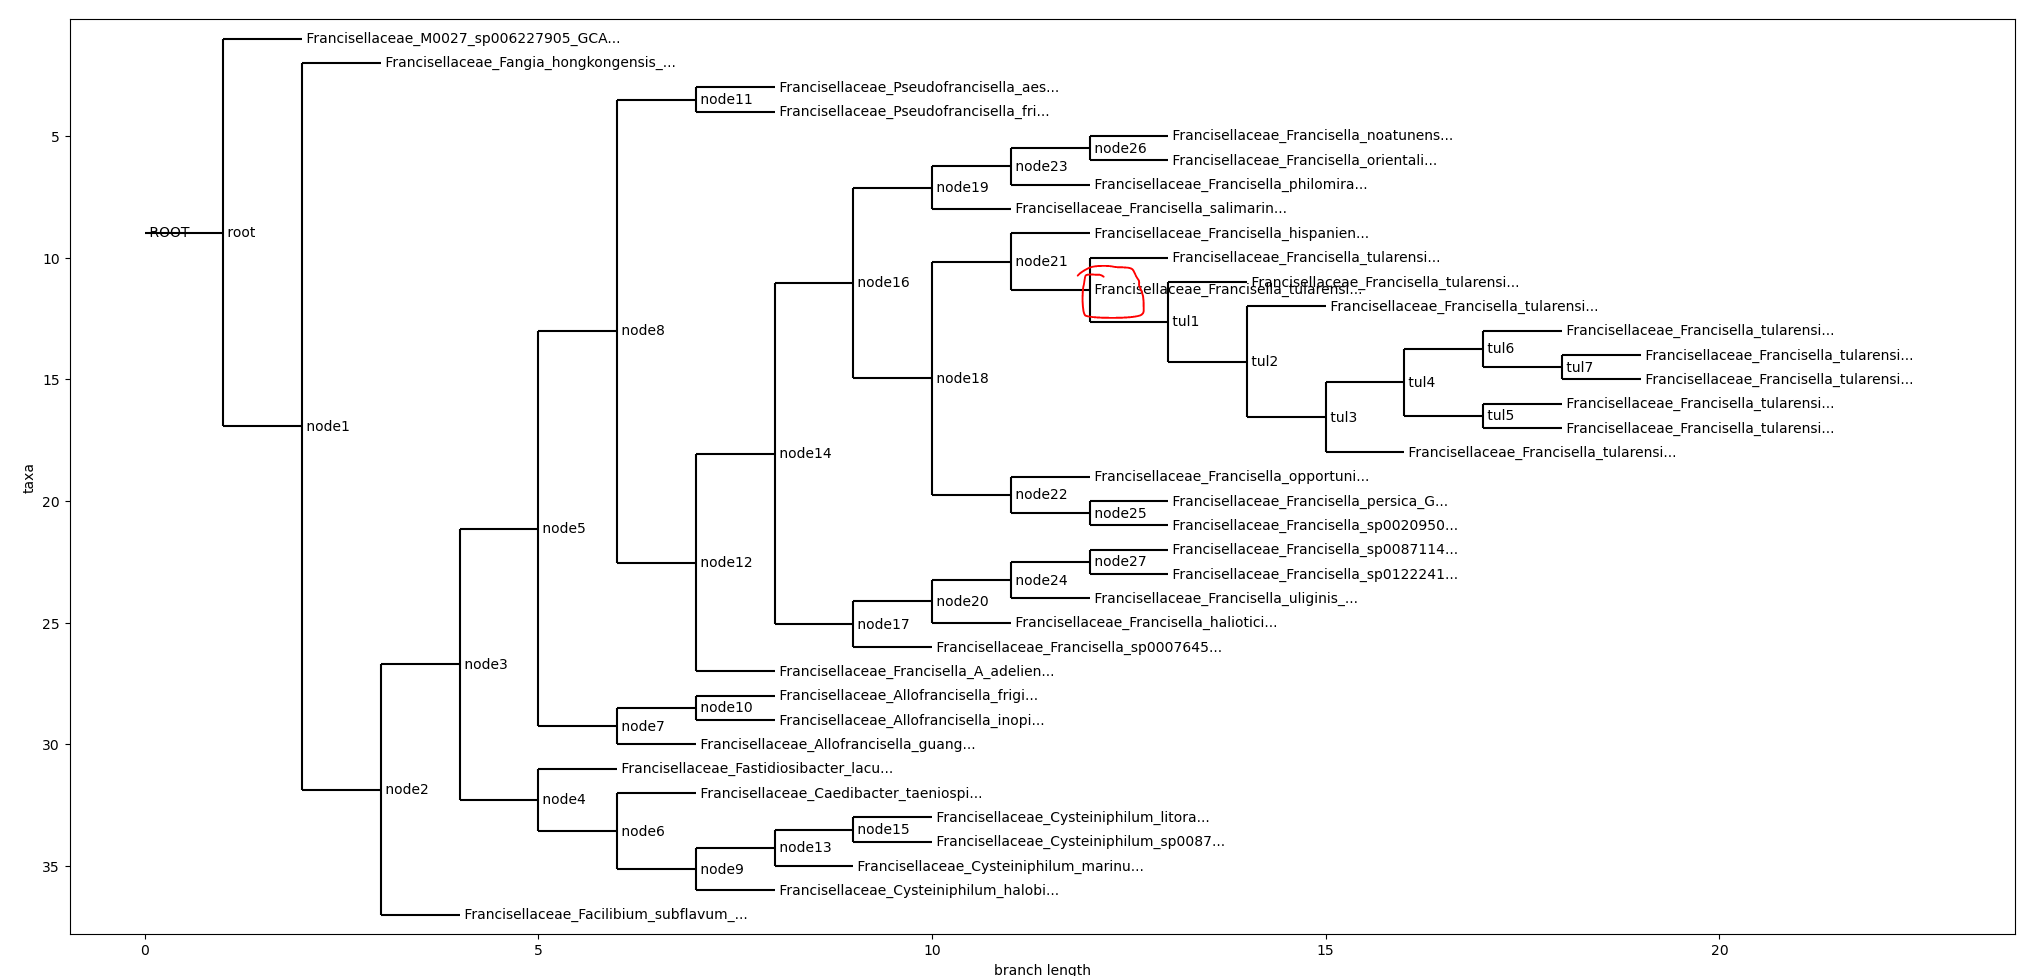 Francisellaceae_M0027_sp006227905_GCA...
Francisellaceae_Fangia_hongkongensis_...
Francisellaceae_Pseudofrancisella_aes...
node11
Francisellaceae_Pseudofrancisella_fri...
Francisellaceae_Francisella_noatunens...
5
node26
Francisellaceae_Francisella_orientali...
node23
Francisellaceae_Francisella_philomira...
node19
Francisellaceae_Francisella_salimarin...
ROOT root
Francisellaceae_Francisella_hispanien...
10
Francisellaceae_Francisella_tularensi...
node21
node16
Francisellaceae_Francisella_tularensi...
Francisellaceae_Francisella_tularensi...
Francisellaceae_Francisella_tularensi...
tul1
node8
Francisellaceae_Francisella_tularensi...
tul6
Francisellaceae_Francisella_tularensi...
tul2
tul7
15
node18
Francisellaceae_Francisella_tularensi...
tul4
Francisellaceae_Francisella_tularensi...
tul5
tul3
node1
Francisellaceae_Francisella_tularensi...
node14
Francisellaceae_Francisella_tularensi...
taxa
Francisellaceae_Francisella_opportuni...
node22
20
Francisellaceae_Francisella_persica_G...
node25
node5
Francisellaceae_Francisella_sp0020950...
Francisellaceae_Francisella_sp0087114...
node12
node27
Francisellaceae_Francisella_sp0122241...
node24
Francisellaceae_Francisella_uliginis_...
node20
25
node17
Francisellaceae_Francisella_haliotici...
Francisellaceae_Francisella_sp0007645...
node3
Francisellaceae_Francisella_A_adelien...
Francisellaceae_Allofrancisella_frigi...
node10
Francisellaceae_Allofrancisella_inopi...
node7
30
Francisellaceae_Allofrancisella_guang...
Francisellaceae_Fastidiosibacter_lacu...
node2
Francisellaceae_Caedibacter_taeniospi...
node4
Francisellaceae_Cysteiniphilum_litora...
node15
node6
Francisellaceae_Cysteiniphilum_sp0087...
node13
35
Francisellaceae_Cysteiniphilum_marinu...
node9
Francisellaceae_Cysteiniphilum_halobi...
Francisellaceae_Facilibium_subflavum_...
0 5 10 15 20
branch length